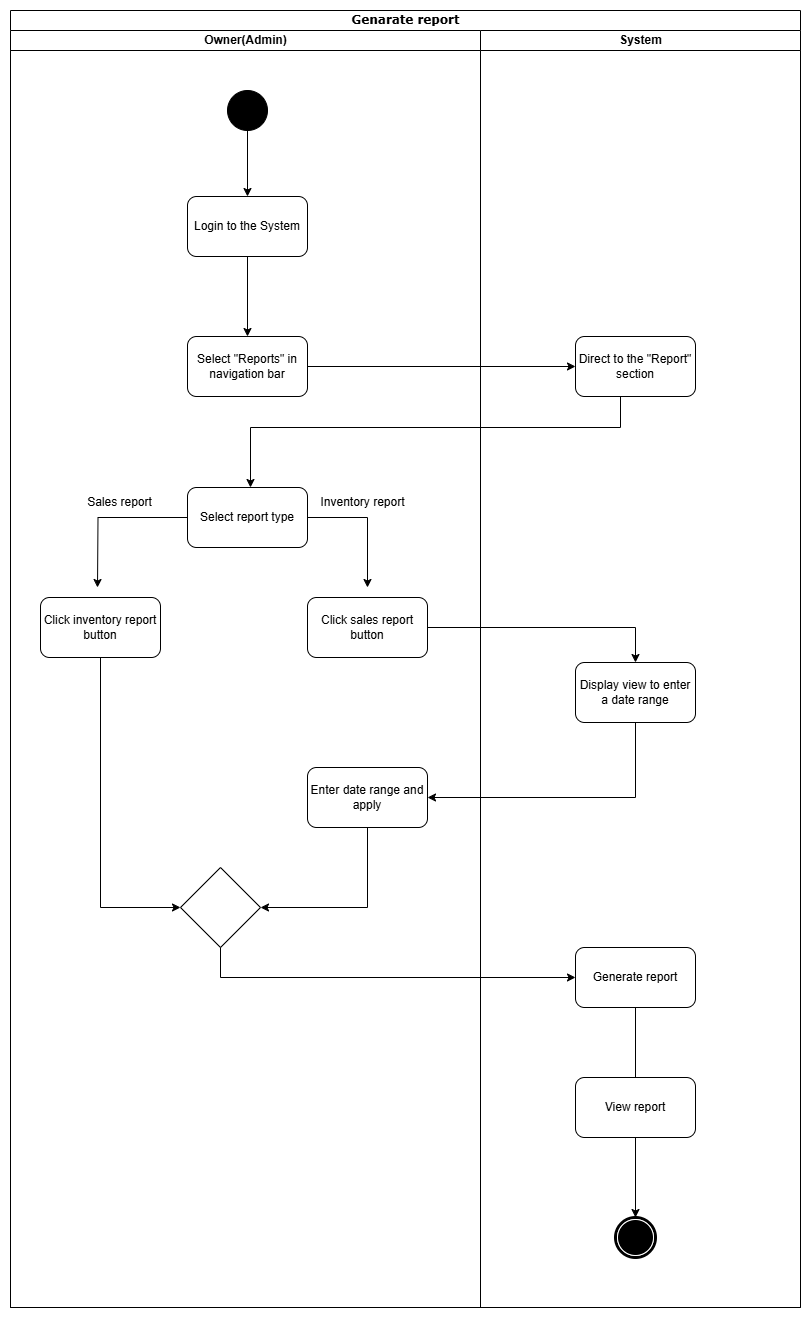 Genarate report
Owner(Admin)
System
Login to the System
Select "Reports" in
navigation bar
Direct to the "Report"
section
Sales report
Inventory report
Select report type
Click inventory report
button
Click sales report
button
Display view to enter
a date range
Enter date range and
apply
Generate report
View report